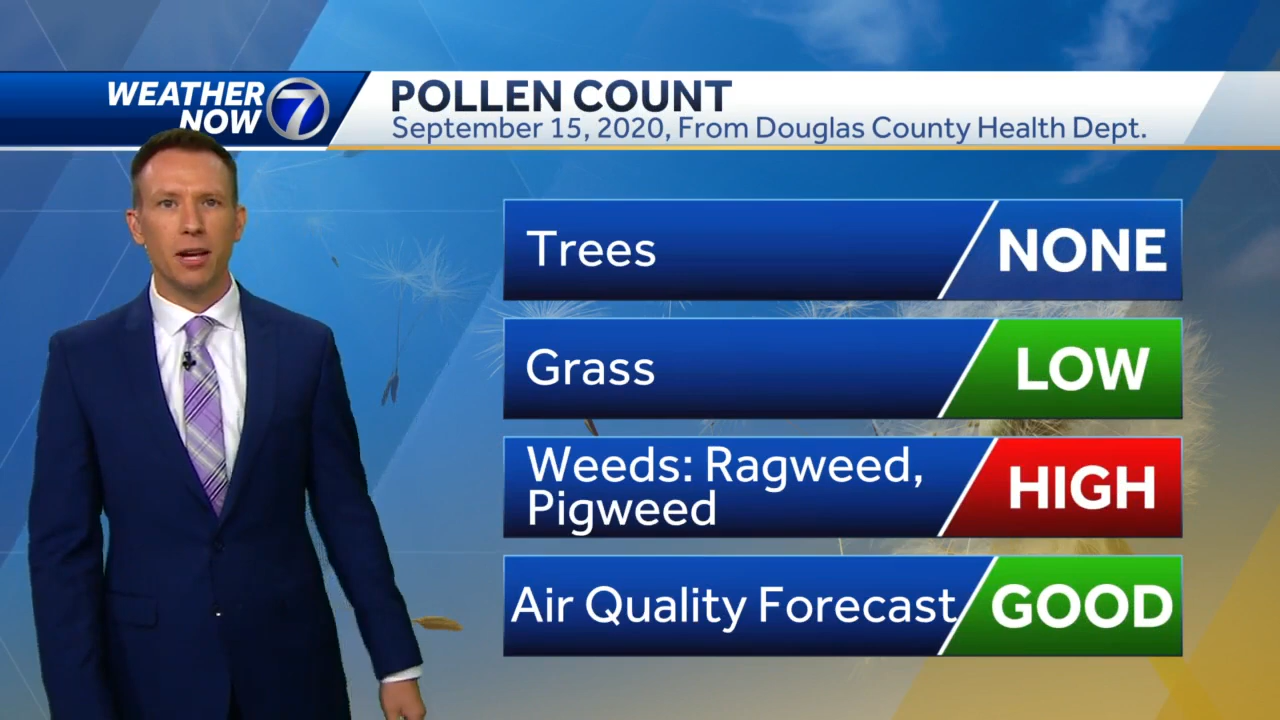 WEATHER
NOW 7
POLLEN COUNT
September 15, 2020, From Douglas County Health Dept.
Trees NONE
Grass LOW
Weeds: Ragweed,
Pigweed HIGH
Air Quality Forecast GOOD